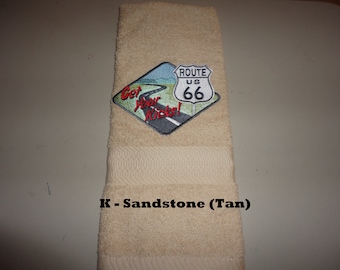 ROUTE
US
66
Get
your
kicks!
K - Sandstone (Tan)